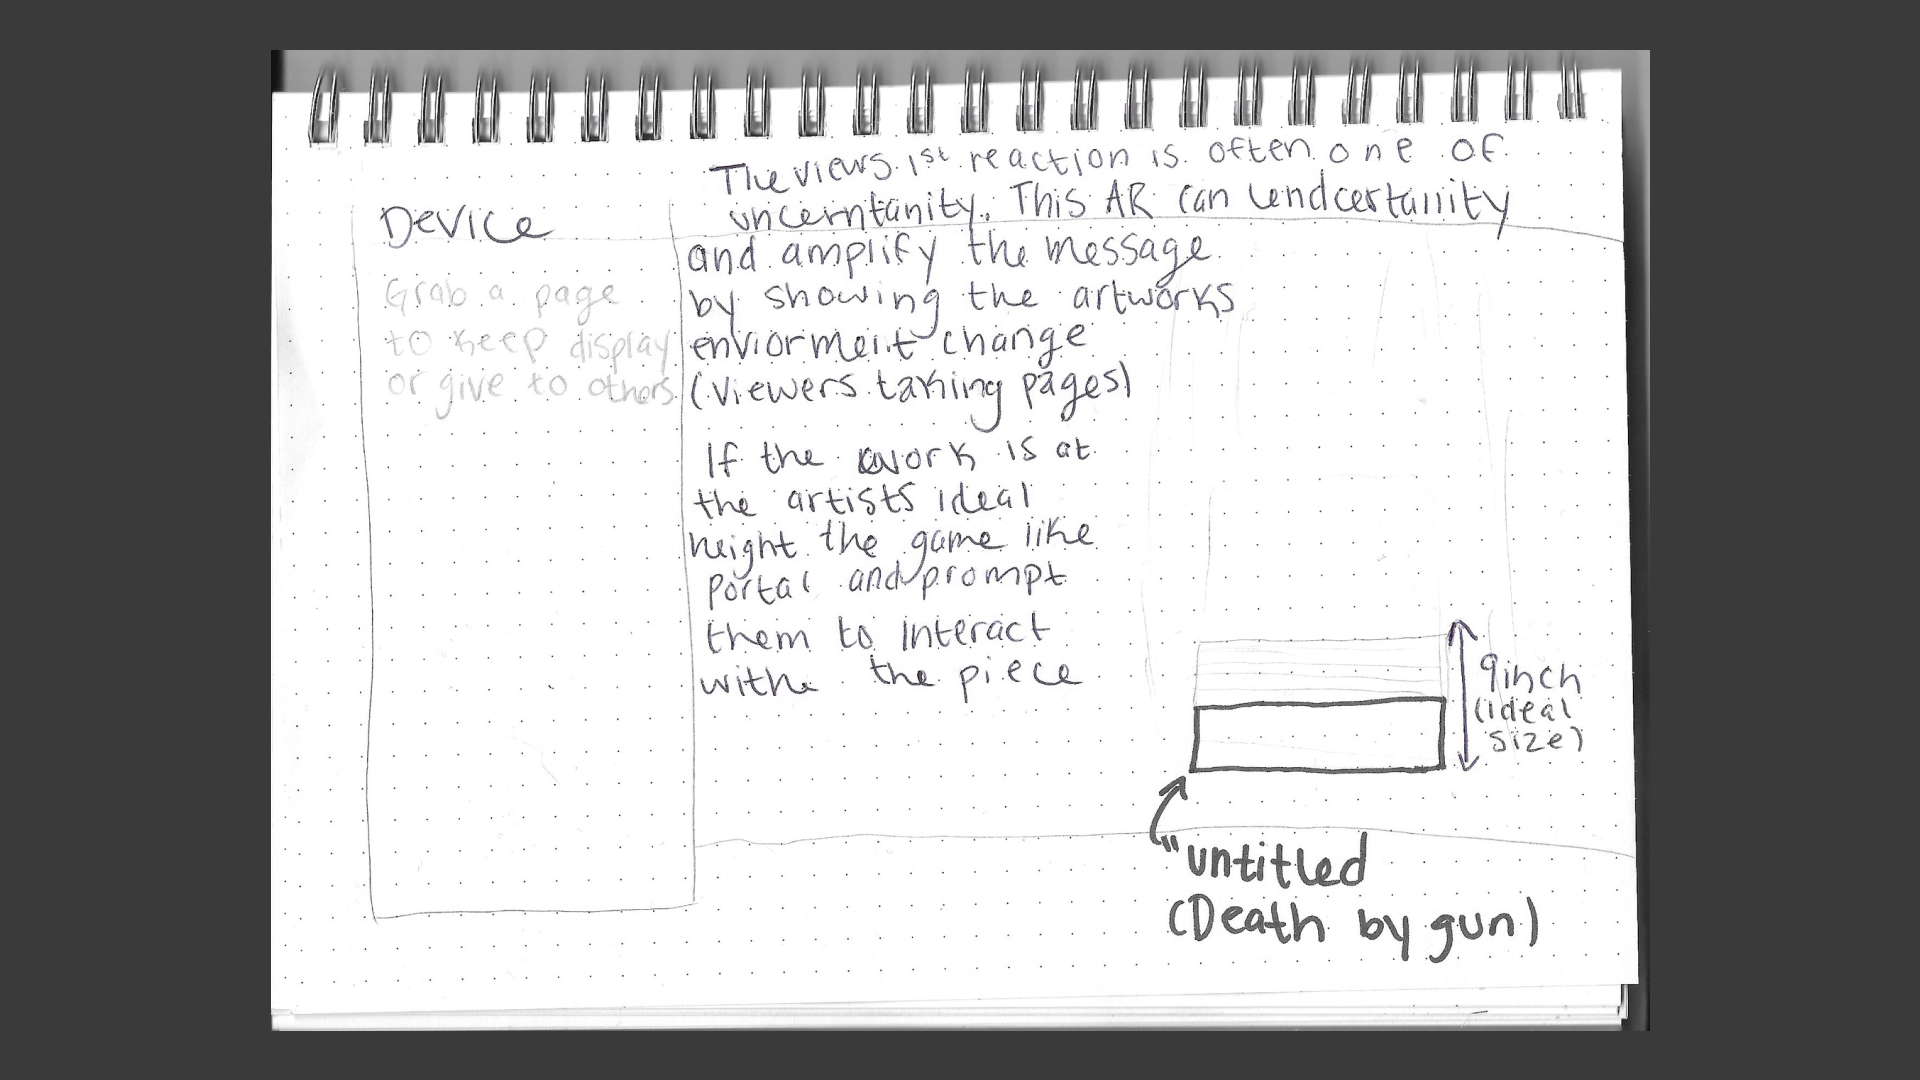 The views 1st reaction is often one of
uncerntanity. This AR can lend certainity
and amplify the message
by showing the artworks
enviorment change
(viewers taking pages)
If the work is at
the artists ideal
height the game like
portal and prompt
them to interact
with the piece
Device
Grab a page
to keep display
or give to others
9inch
(ideal
size)
"untitled
(Death by gun)